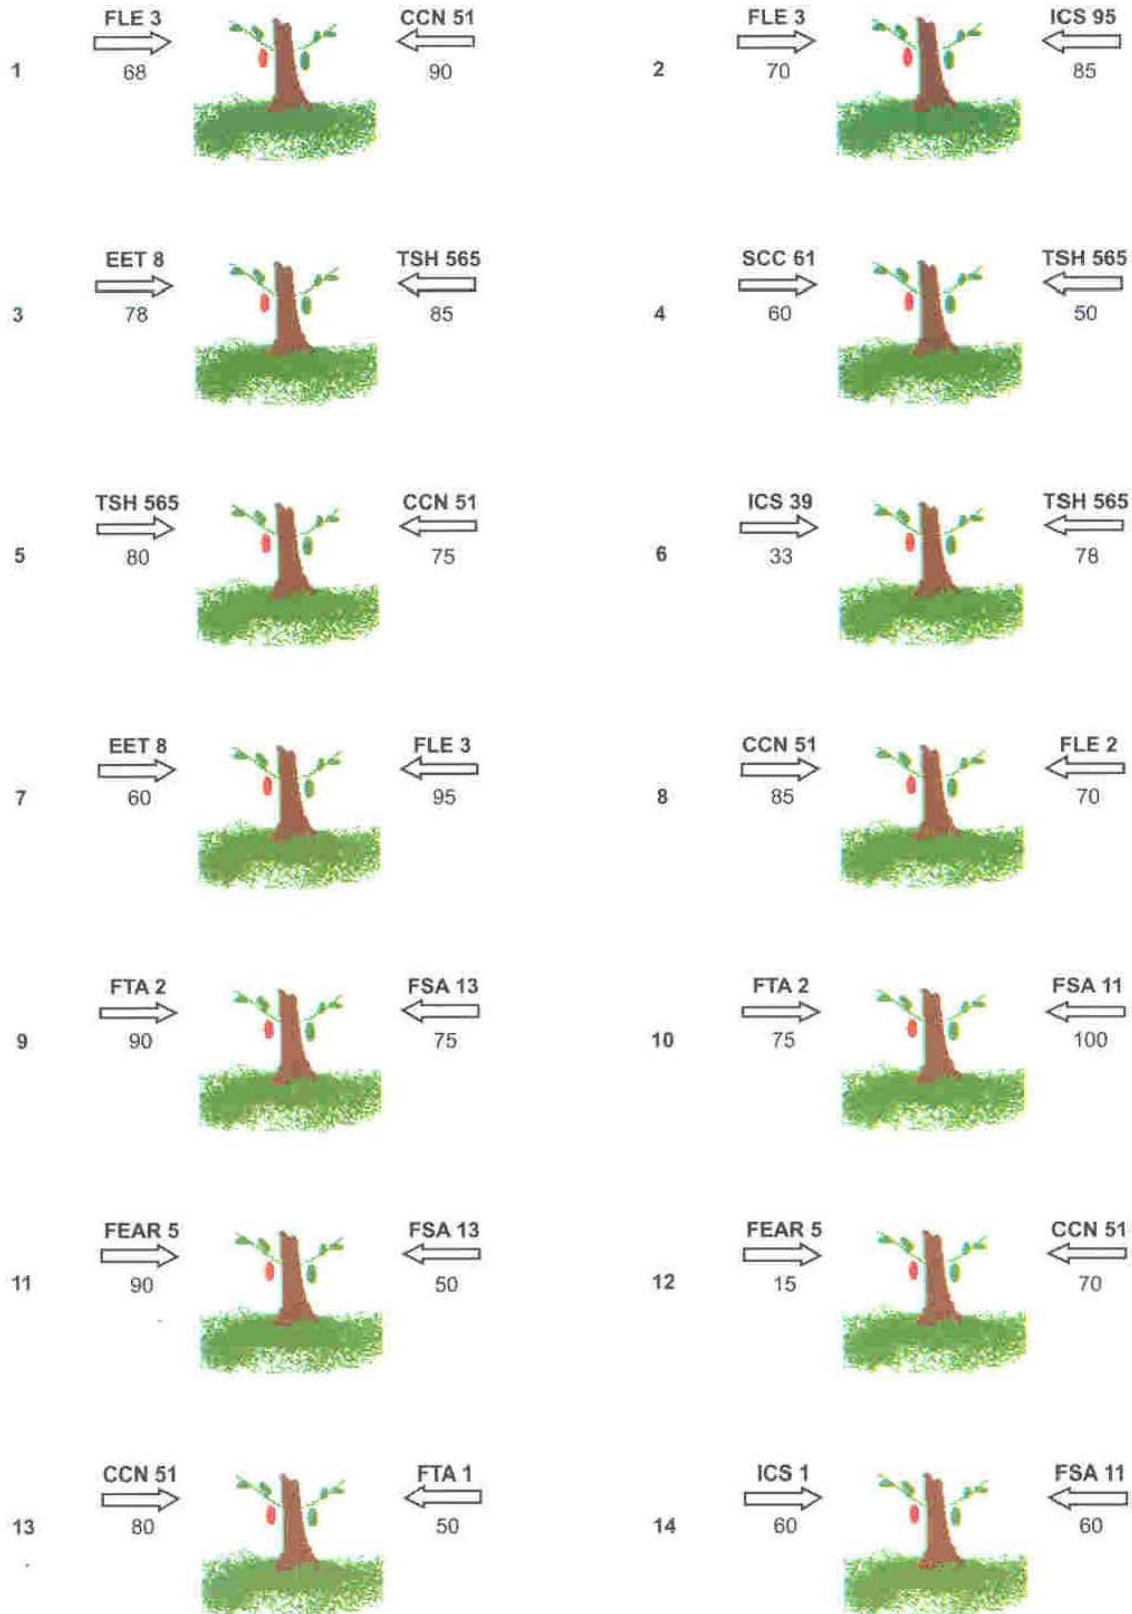 FLE 3 CCN 51 FLE 3 ICS 95
1 68 90 2 70 85
EET 8 TSH 565 SCC 61 TSH 565
3 78 85 4 60 50
TSH 565 CCN 51 ICS 39 TSH 565
5 80 75 6 33 78
EET 8 FLE 3 CCN 51 FLE 2
7 60 95 8 85 70
FTA 2 FSA 13 FTA 2 FSA 11
9 90 75 10 75 100
FEAR 5 FSA 13 FEAR 5 CCN 51
11 90 50 12 15 70
CCN 51 FTA 1 ICS 1 FSA 11
13 80 50 14 60 60